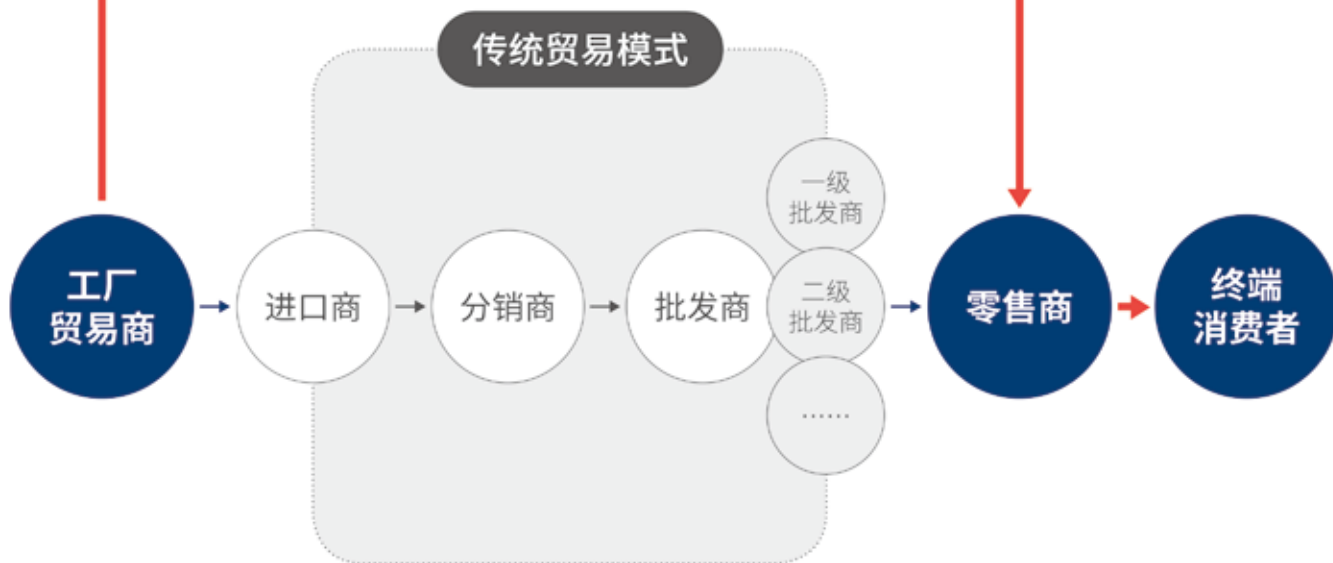 传统贸易模式
工厂
贸易商
进口商
分销商
批发商
一级
批发商
二级
批发商
……
零售商
终端
消费者